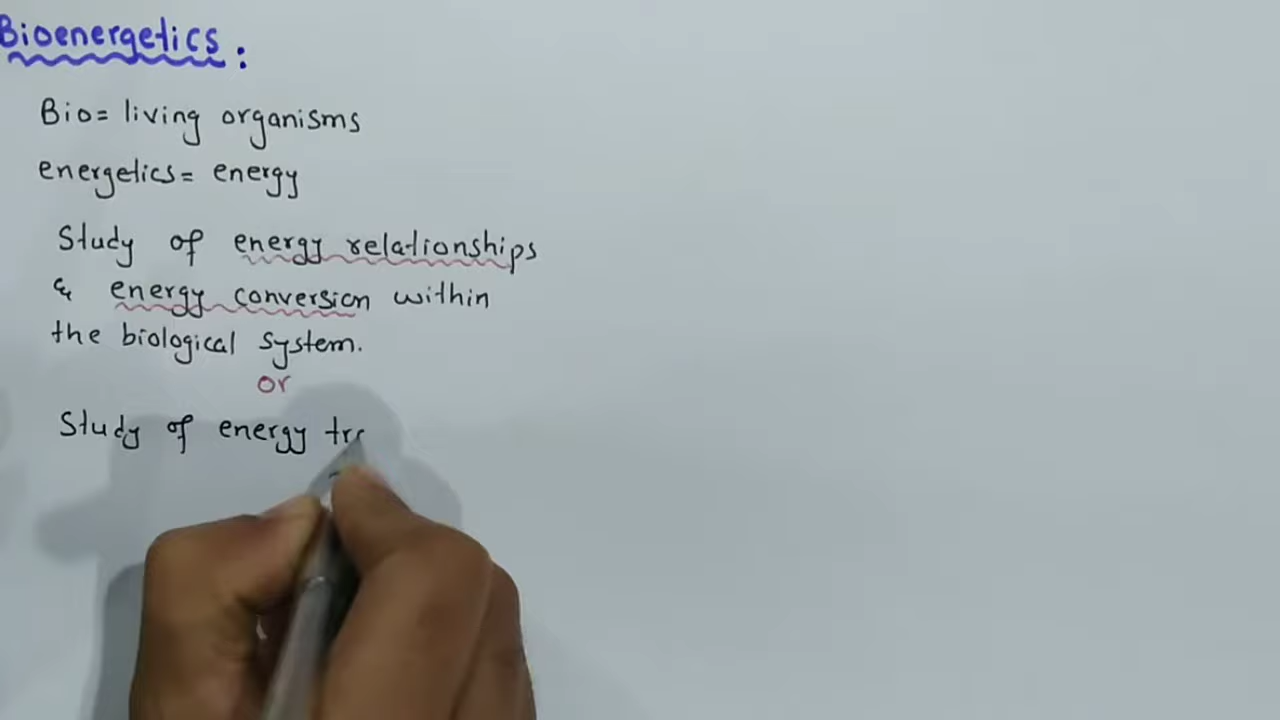 Bioenergetics :
Bio= living organisms
energetics= energy
Study of energy relationships
& energy conversion within
the biological system.
or
Study of energy